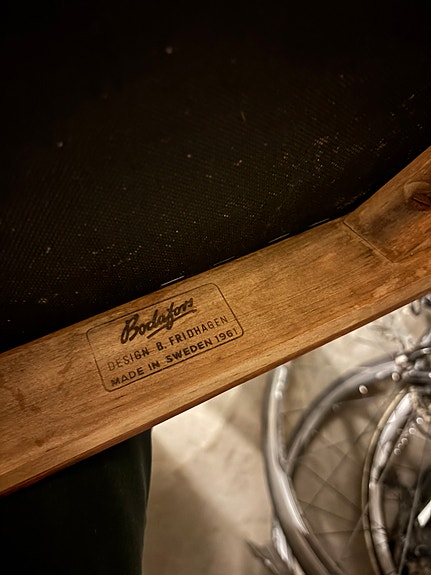 Bodafors
DESIGN B. FRIDHAGEN
MADE IN SWEDEN 1961